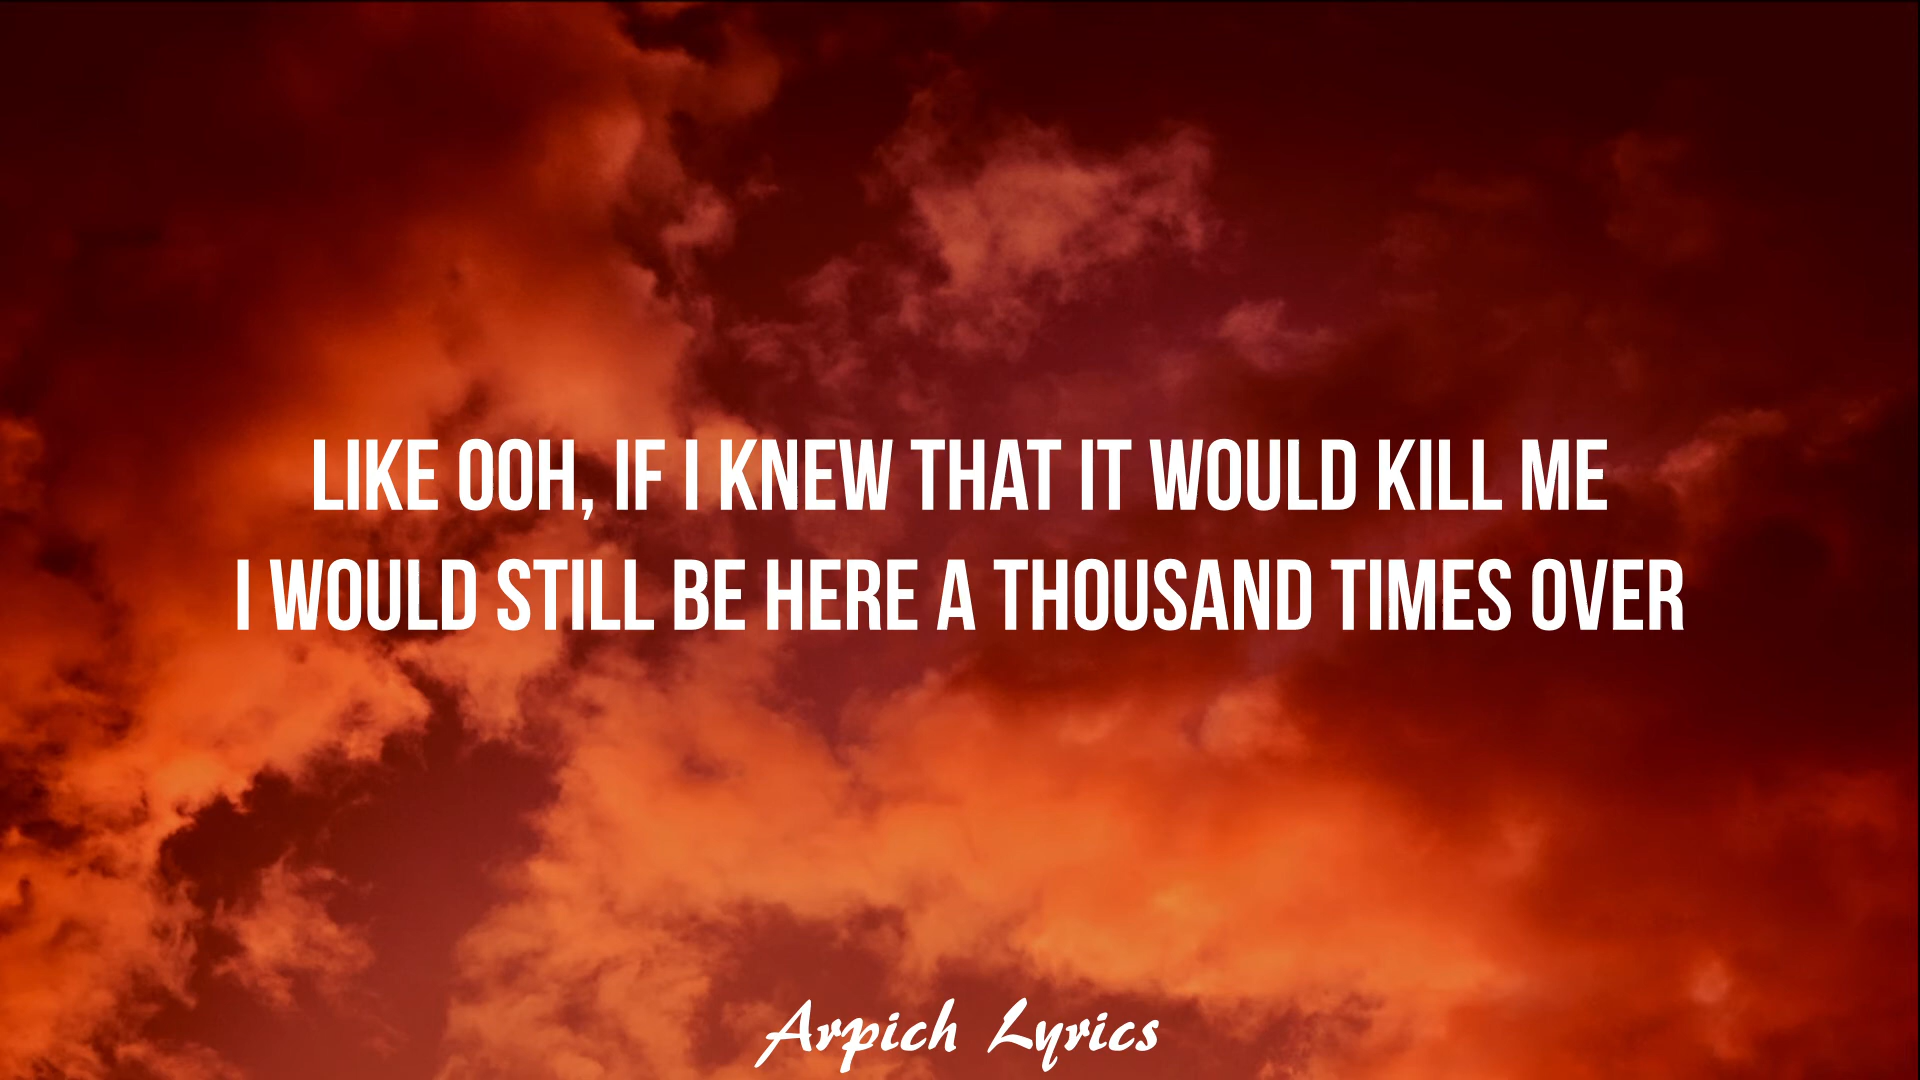 LIKE OOH, IF I KNEW THAT IT WOULD KILL ME
I WOULD STILL BE HERE A THOUSAND TIMES OVER
Arpich Lyrics